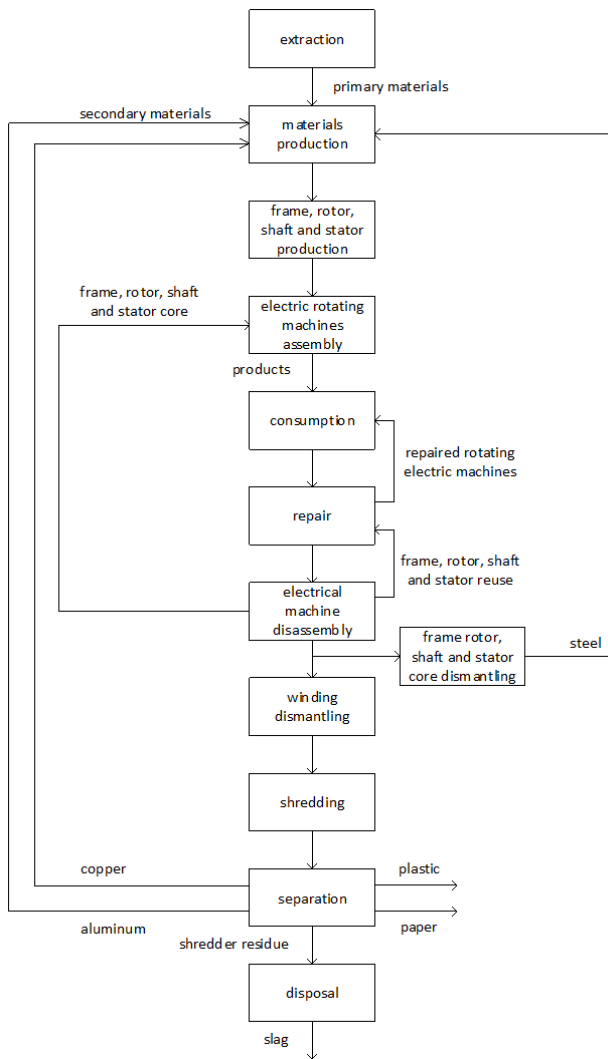 extraction
primary materials
secondary materials
materials
production
frame, rotor,
shaft and stator
production
frame, rotor, shaft
and stator core
electric rotating
machines
assembly
products
consumption
repaired rotating
electric machines
repair
frame, rotor, shaft
and stator reuse
electrical
machine
disassembly
frame rotor,
shaft and stator
core dismantling
steel
winding
dismantling
shredding
copper
plastic
separation
aluminum
paper
shredder residue
disposal
slag